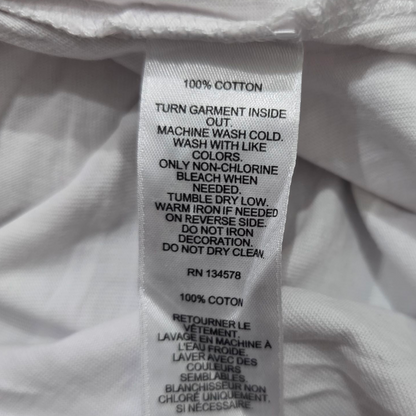 100% COTTON
TURN GARMENT INSIDE
OUT.
MACHINE WASH COLD.
WASH WITH LIKE
COLORS.
ONLY NON-CHLORINE
BLEACH WHEN
NEEDED.
TUMBLE DRY LOW.
WARM IRON IF NEEDED
ON REVERSE SIDE.
DO NOT IRON
DECORATION.
DO NOT DRY CLEAN.
RN 134578
100% COTON
RETOURNER LE
VÊTEMENT.
LAVAGE EN MACHINE À
L'EAU FROIDE.
LAVER AVEC DES
COULEURS
SEMBLABLES.
BLANCHISSEUR NON
CHLORÉ UNIQUEMENT,
SI NÉCESSAIRE.